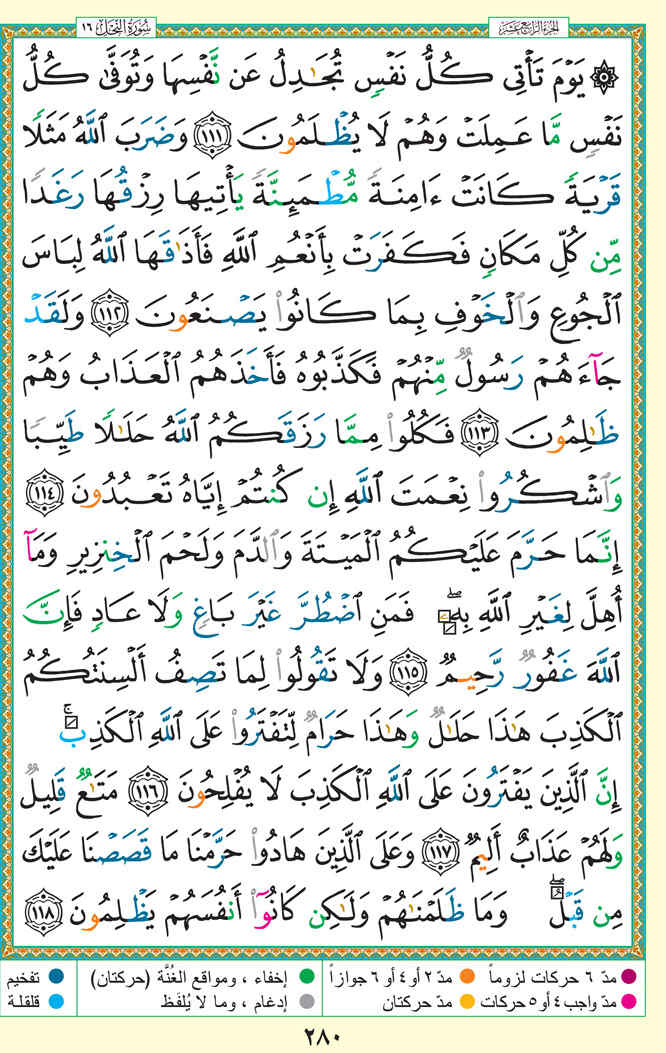 الجزء الرابع عشر
سُورَةُ النَّحۡل ١٦
۞ يَوۡمَ تَأۡتِي كُلُّ نَفۡسٖ تُجَٰدِلُ عَن نَّفۡسِهَا وَتُوَفَّىٰ كُلُّ
نَفۡسٖ مَّا عَمِلَتۡ وَهُمۡ لَا يُظۡلَمُونَ ١١١ وَضَرَبَ ٱللَّهُ مَثَلٗا
قَرۡيَةٗ كَانَتۡ ءَامِنَةٗ مُّطۡمَئِنَّةٗ يَأۡتِيهَا رِزۡقُهَا رَغَدٗا
مِّن كُلِّ مَكَانٖ فَكَفَرَتۡ بِأَنۡعُمِ ٱللَّهِ فَأَذَٰقَهَا ٱللَّهُ لِبَاسَ
ٱلۡجُوعِ وَٱلۡخَوۡفِ بِمَا كَانُواْ يَصۡنَعُونَ ١١٢ وَلَقَدۡ
جَآءَهُمۡ رَسُولٞ مِّنۡهُمۡ فَكَذَّبُوهُ فَأَخَذَهُمُ ٱلۡعَذَابُ وَهُمۡ
ظَٰلِمُونَ ١١٣ فَكُلُواْ مِمَّا رَزَقَكُمُ ٱللَّهُ حَلَٰلٗا طَيِّبٗا
وَٱشۡكُرُواْ نِعۡمَتَ ٱللَّهِ إِن كُنتُمۡ إِيَّاهُ تَعۡبُدُونَ ١١٤
إِنَّمَا حَرَّمَ عَلَيۡكُمُ ٱلۡمَيۡتَةَ وَٱلدَّمَ وَلَحۡمَ ٱلۡخِنزِيرِ وَمَآ
أُهِلَّ لِغَيۡرِ ٱللَّهِ بِهِۦۖ فَمَنِ ٱضۡطُرَّ غَيۡرَ بَاغٖ وَلَا عَادٖ فَإِنَّ
ٱللَّهَ غَفُورٞ رَّحِيمٞ ١١٥ وَلَا تَقُولُواْ لِمَا تَصِفُ أَلۡسِنَتُكُمُ
ٱلۡكَذِبَ هَٰذَا حَلَٰلٞ وَهَٰذَا حَرَامٞ لِّتَفۡتَرُواْ عَلَى ٱللَّهِ ٱلۡكَذِبَۚ
إِنَّ ٱلَّذِينَ يَفۡتَرُونَ عَلَى ٱللَّهِ ٱلۡكَذِبَ لَا يُفۡلِحُونَ ١١٦ مَتَٰعٞ قَلِيلٞ
وَلَهُمۡ عَذَابٌ أَلِيمٞ ١١٧ وَعَلَى ٱلَّذِينَ هَادُواْ حَرَّمۡنَا مَا قَصَصۡنَا عَلَيۡكَ
مِن قَبۡلُۖ وَمَا ظَلَمۡنَٰهُمۡ وَلَٰكِن كَانُوٓاْ أَنفُسَهُمۡ يَظۡلِمُونَ ١١٨
مدّ ٦ حركات لزوماً مدّ ٢ أو ٤ أو ٦ جوازاً إخفاء ، ومواقع الغُنَّة (حركتان) تفخيم
مدّ واجب ٤ أو ٥ حركات مدّ حركتان إدغام ، وما لا يُلفَظ قلقلة
٢٨٠